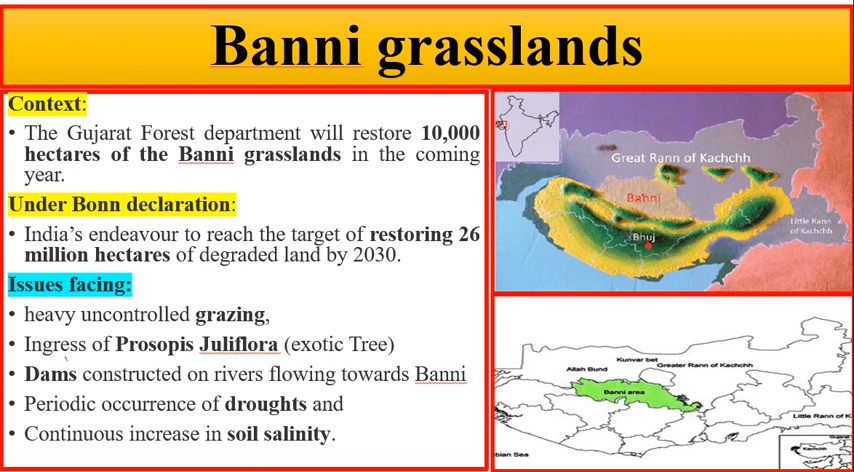 Banni grasslands
Context:
• The Gujarat Forest department will restore 10,000
hectares of the Banni grasslands in the coming
year.
Under Bonn declaration:
• India's endeavour to reach the target of restoring 26
million hectares of degraded land by 2030.
Issues facing:
• heavy uncontrolled grazing,
• Ingress of Prosopis Juliflora (exotic Tree)
• Dams constructed on rivers flowing towards Banni
• Periodic occurrence of droughts and
• Continuous increase in soil salinity.
Great Rann of Kachchh
Banni
Little Rann
of Kachchh
Bhuj
Kunvar bet
Allah Bund
Greater Rann of Kachchh
Banni area
Little Rann of K
bian Sea
Gujarat
Kachchh